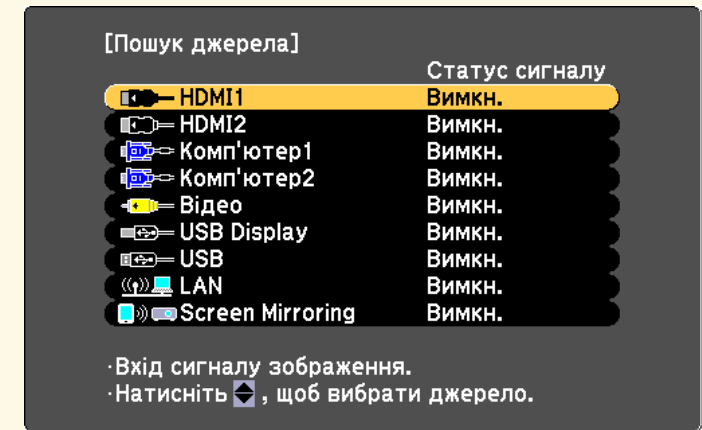 [Пошук джерела]
Статус сигналу
HDMI1 Вимкн.
HDMI2 Вимкн.
Комп'ютер1 Вимкн.
Комп'ютер2 Вимкн.
Відео Вимкн.
USB Display Вимкн.
USB Вимкн.
LAN Вимкн.
Screen Mirroring Вимкн.
·Вхід сигналу зображення.
·Натисніть , щоб вибрати джерело.